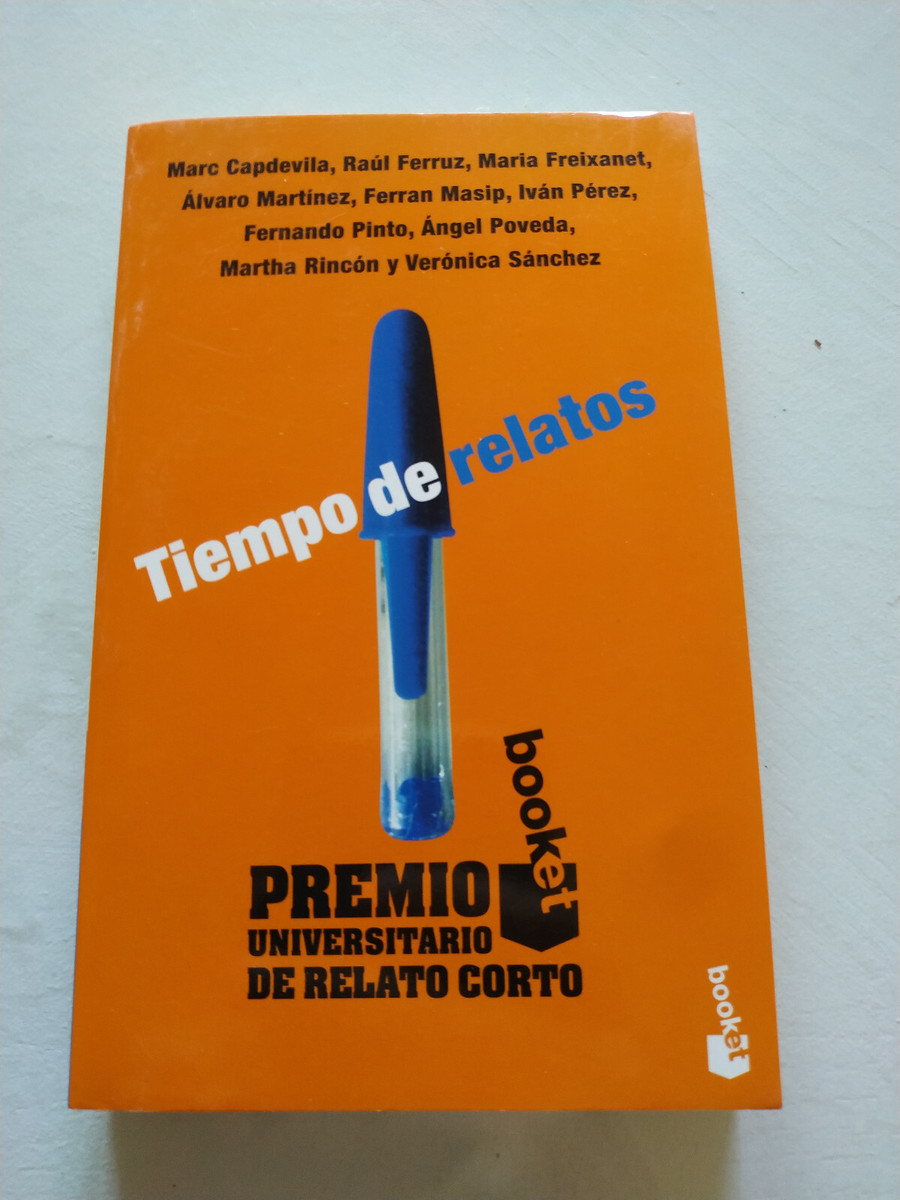 Marc Capdevila, Raúl Ferruz, Maria Freixanet,
Álvaro Martínez, Ferran Masip, Iván Pérez,
Fernando Pinto, Ángel Poveda,
Martha Rincón y Verónica Sánchez
Tiempo de relatos
booket
PREMIO
UNIVERSITARIO
DE RELATO CORTO
booket